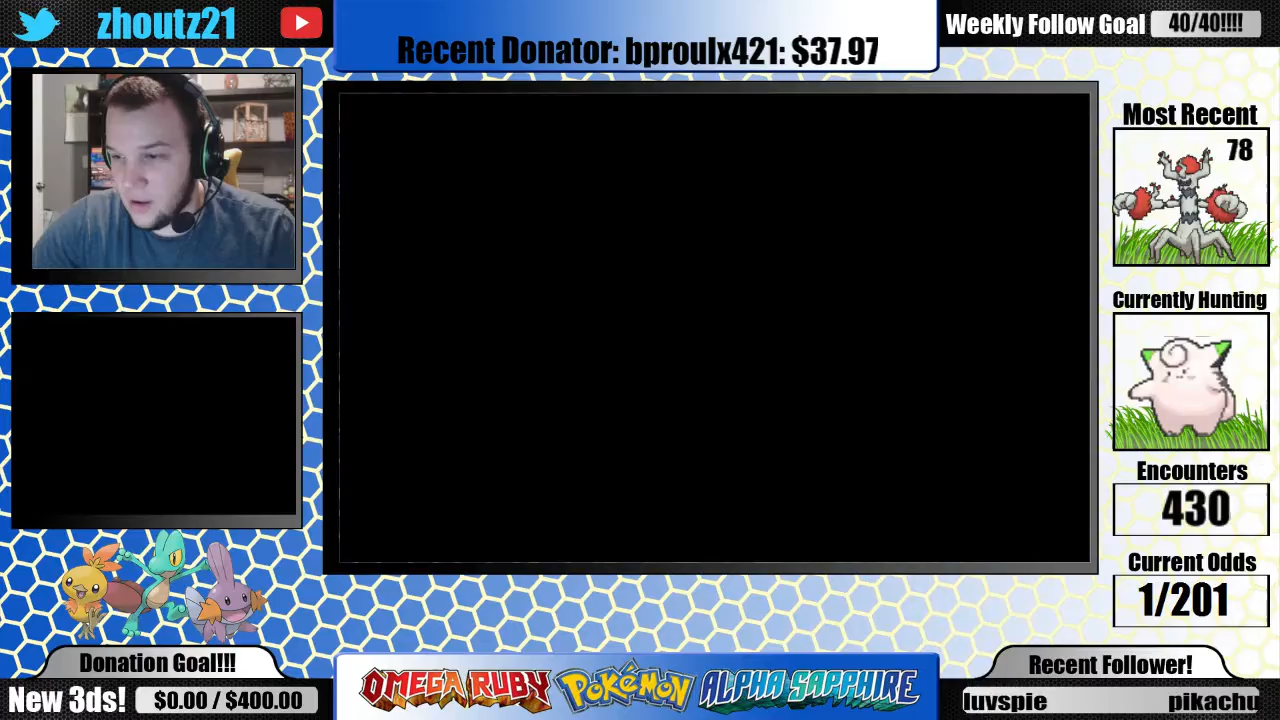 zhoutz21
Recent Donator: bproulx421: $37.97
Weekly Follow Goal 40/40!!!!
Most Recent
78
Currently Hunting
Encounters
430
Current Odds
1/201
Donation Goal!!!
New 3ds! $0.00 / $400.00
OMEGA RUBY POKéMON ALPHA SAPPHIRE
Recent Follower!
luvspie pikachu